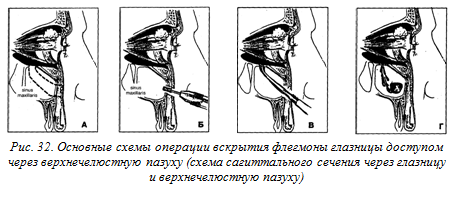 sinus
maxillaris
А
sinus
maxillaris
Б
В
Г
Рис. 32. Основные схемы операции вскрытия флегмоны глазницы доступом
через верхнечелюстную пазуху (схема сагиттального сечения через глазницу
и верхнечелюстную пазуху)